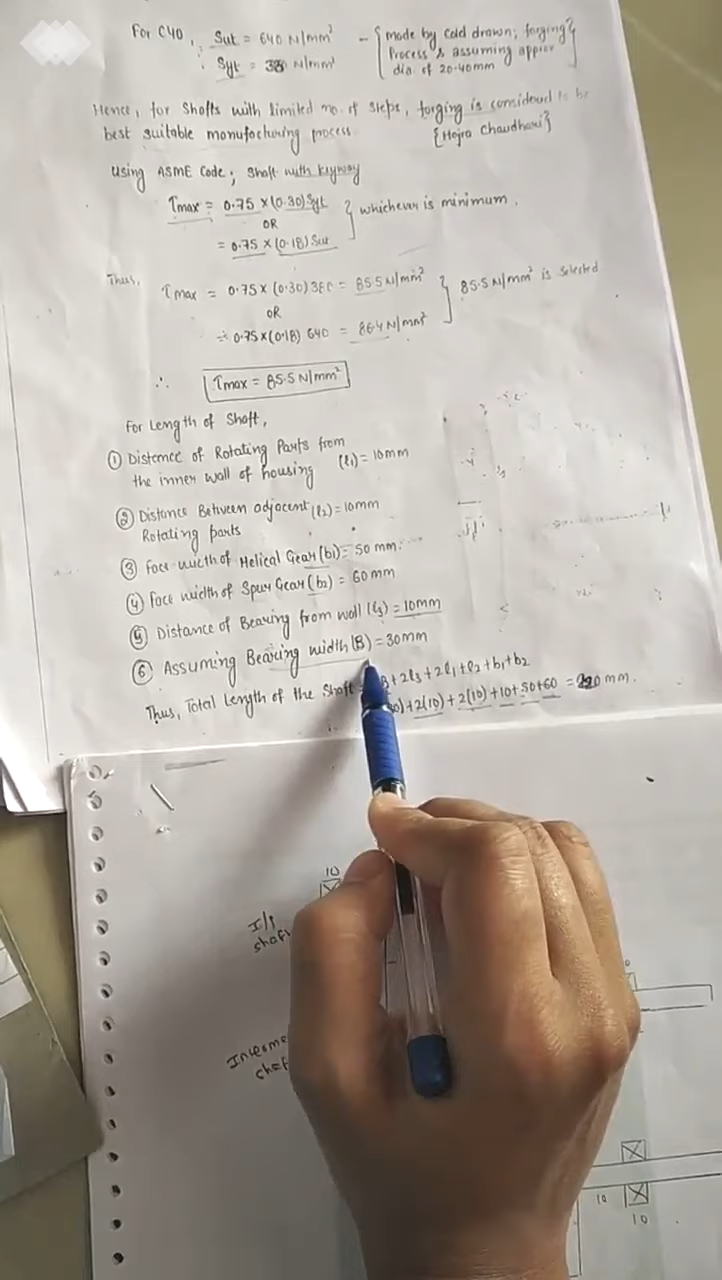 For C40, Sut = 640 N/mm² - { made by cold drawn, forging
Syt = 380 N/mm² Process & assuming approx
dia. of 20-40mm }
Hence, for Shafts with limited no. of steps, forging is considered to be
best suitable manufacturing process {Hajra Chaudhari}
Using ASME Code; Shaft with keyway
τmax = 0.75 × (0.30) Syt } whichever is minimum.
OR
= 0.75 × (0.18) Sut
Thus, τmax = 0.75 × (0.30) 380 = 85.5 N/mm² } 85.5 N/mm² is selected
OR
= 0.75 × (0.18) 640 = 86.4 N/mm²
∴ τmax = 85.5 N/mm²
For Length of Shaft,
① Distance of Rotating Parts from
the inner wall of housing (l1) = 10mm
② Distance Between adjacent (l2) = 10mm
Rotating parts
③ Face width of Helical Gear (b1) = 50 mm.
④ Face width of Spur Gear (b2) = 60 mm
⑤ Distance of Bearing from wall (l3) = 10mm
⑥ Assuming Bearing width (B) = 30mm
Thus, Total Length of the Shaft + 2l3 + 2l1 + l2 + b1 + b2
+ 2(10) + 2(10) + 10 + 50 + 60 = mm.
10
I/p
shaft
10
10